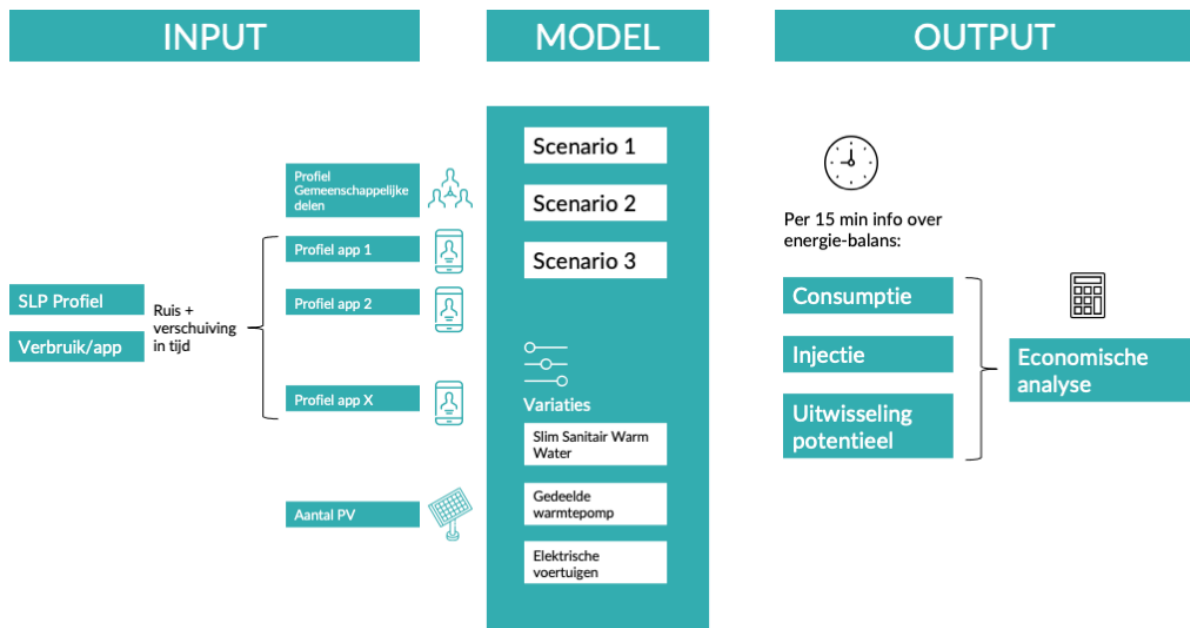 INPUT
MODEL
OUTPUT
SLP Profiel
Verbruik/app
Ruis +
verschuiving
in tijd
Profiel
Gemeenschappelijke
delen
Profiel app 1
Profiel app 2
Profiel app X
Aantal PV
Scenario 1
Scenario 2
Scenario 3
Variaties
Slim Sanitair Warm
Water
Gedeelde
warmtepomp
Elektrische
voertuigen
Per 15 min info over
energie-balans:
Consumptie
Injectie
Uitwisseling
potentieel
Economische
analyse